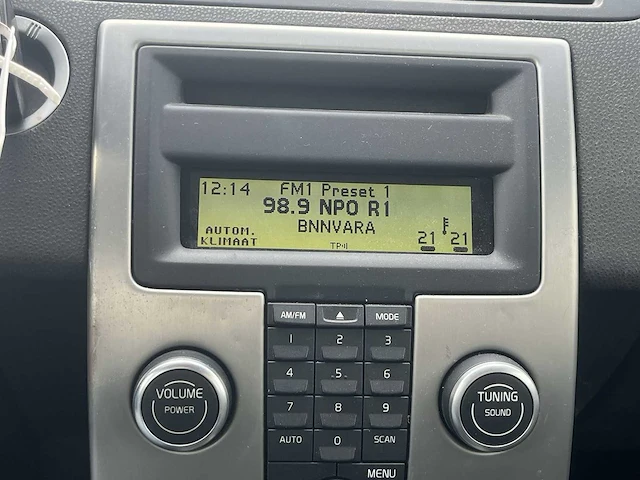 12:14 FM1 Preset 1
98.9 NPO R1
BNNVARA
AUTOM.
KLIMAAT
TP
21 21
AM/FM MODE
1 2 3
4 5 6
7 8 9
AUTO 0 SCAN
MENU
VOLUME
POWER
TUNING
SOUND